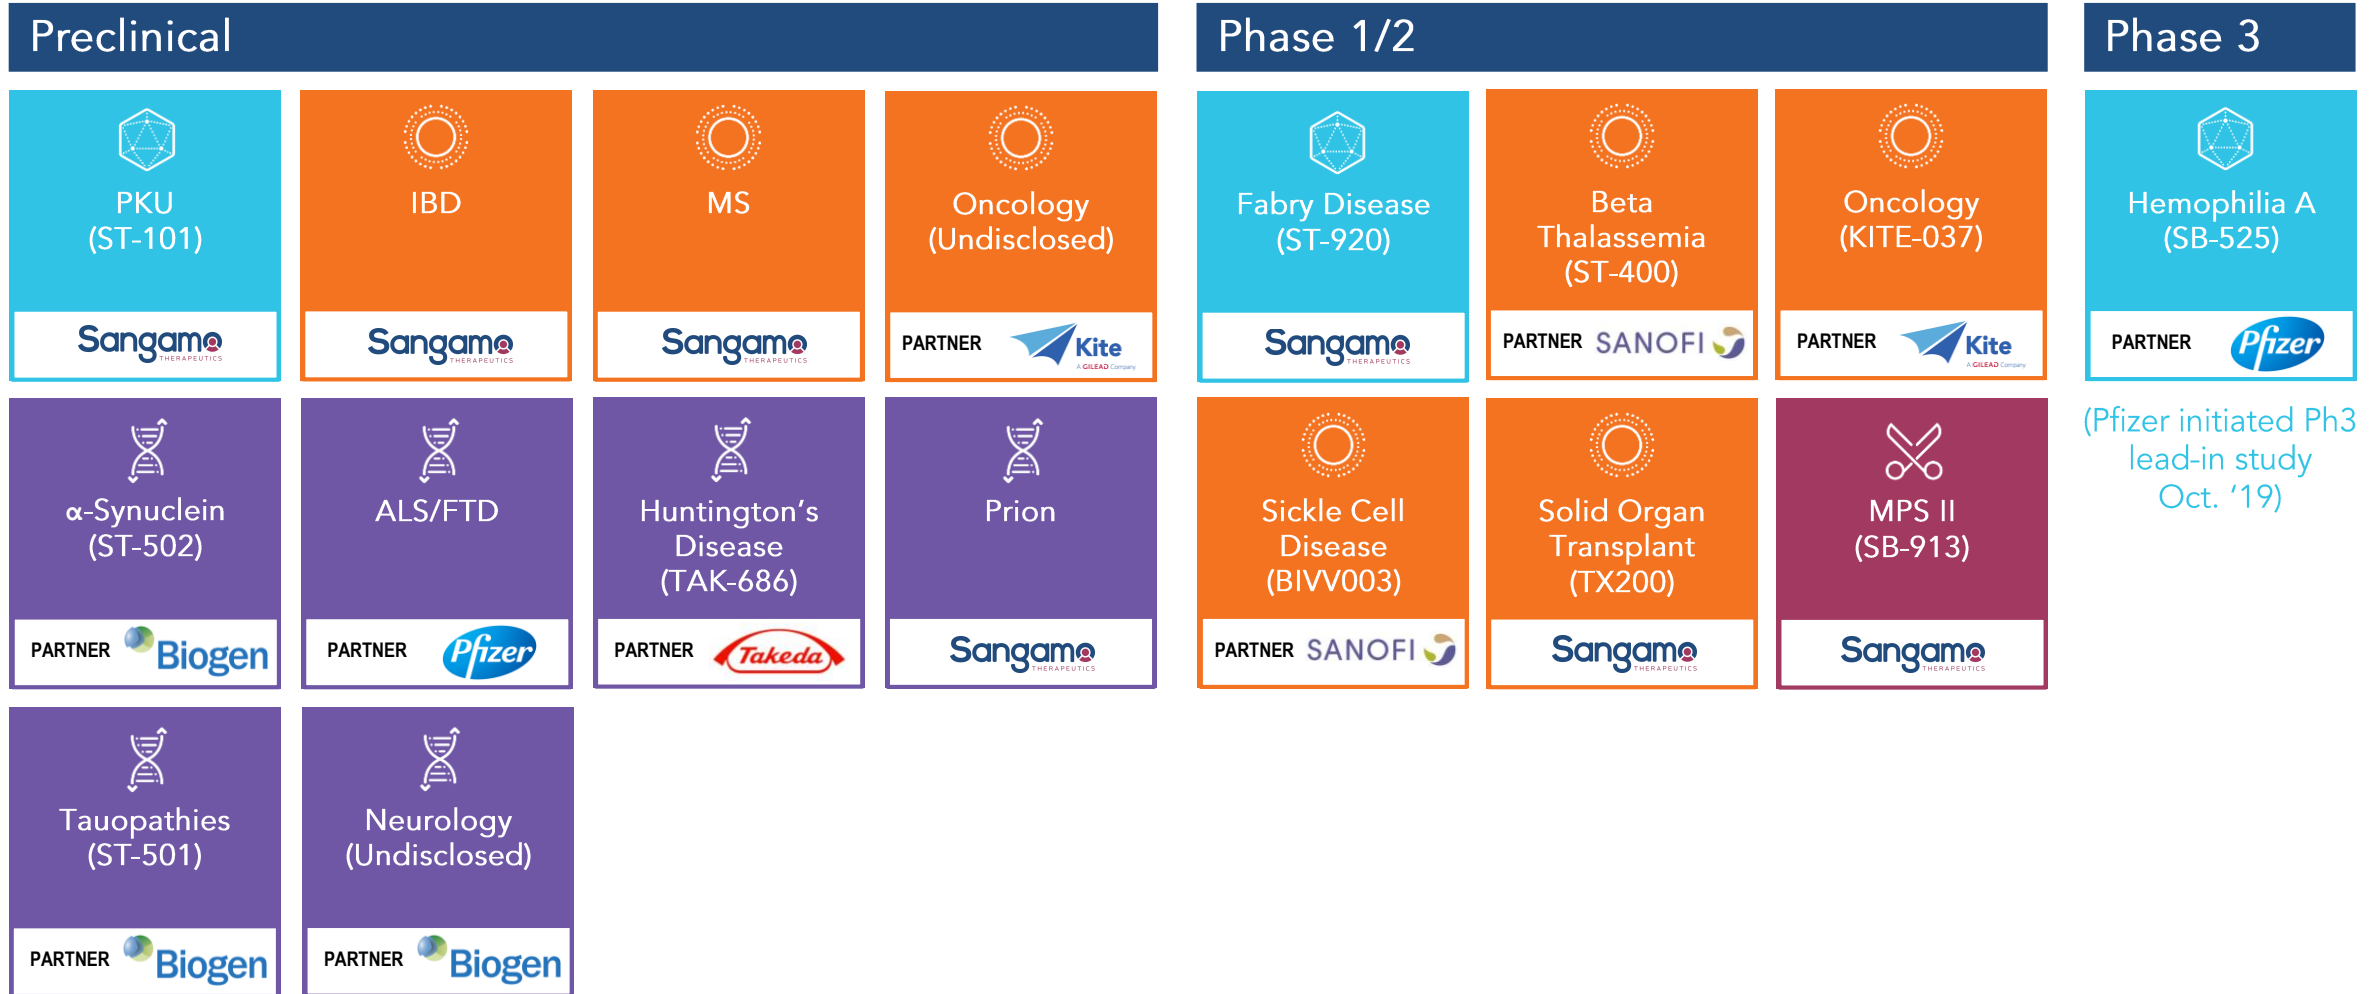 Preclinical
PKU
(ST-101)
Sangamo
THERAPEUTICS
IBD
Sangamo
THERAPEUTICS
MS
Sangamo
THERAPEUTICS
Oncology
(Undisclosed)
PARTNER Kite
A GILEAD Company
α-Synuclein
(ST-502)
PARTNER Biogen
ALS/FTD
PARTNER Pfizer
Huntington’s
Disease
(TAK-686)
PARTNER Takeda
Prion
Sangamo
THERAPEUTICS
Tauopathies
(ST-501)
PARTNER Biogen
Neurology
(Undisclosed)
PARTNER Biogen
Phase 1/2
Fabry Disease
(ST-920)
Sangamo
THERAPEUTICS
Beta
Thalassemia
(ST-400)
PARTNER SANOFI
Oncology
(KITE-037)
PARTNER Kite
A GILEAD Company
Sickle Cell
Disease
(BIVV003)
PARTNER SANOFI
Solid Organ
Transplant
(TX200)
Sangamo
THERAPEUTICS
MPS II
(SB-913)
Sangamo
THERAPEUTICS
Phase 3
Hemophilia A
(SB-525)
PARTNER Pfizer
(Pfizer initiated Ph3
lead-in study
Oct. ‘19)